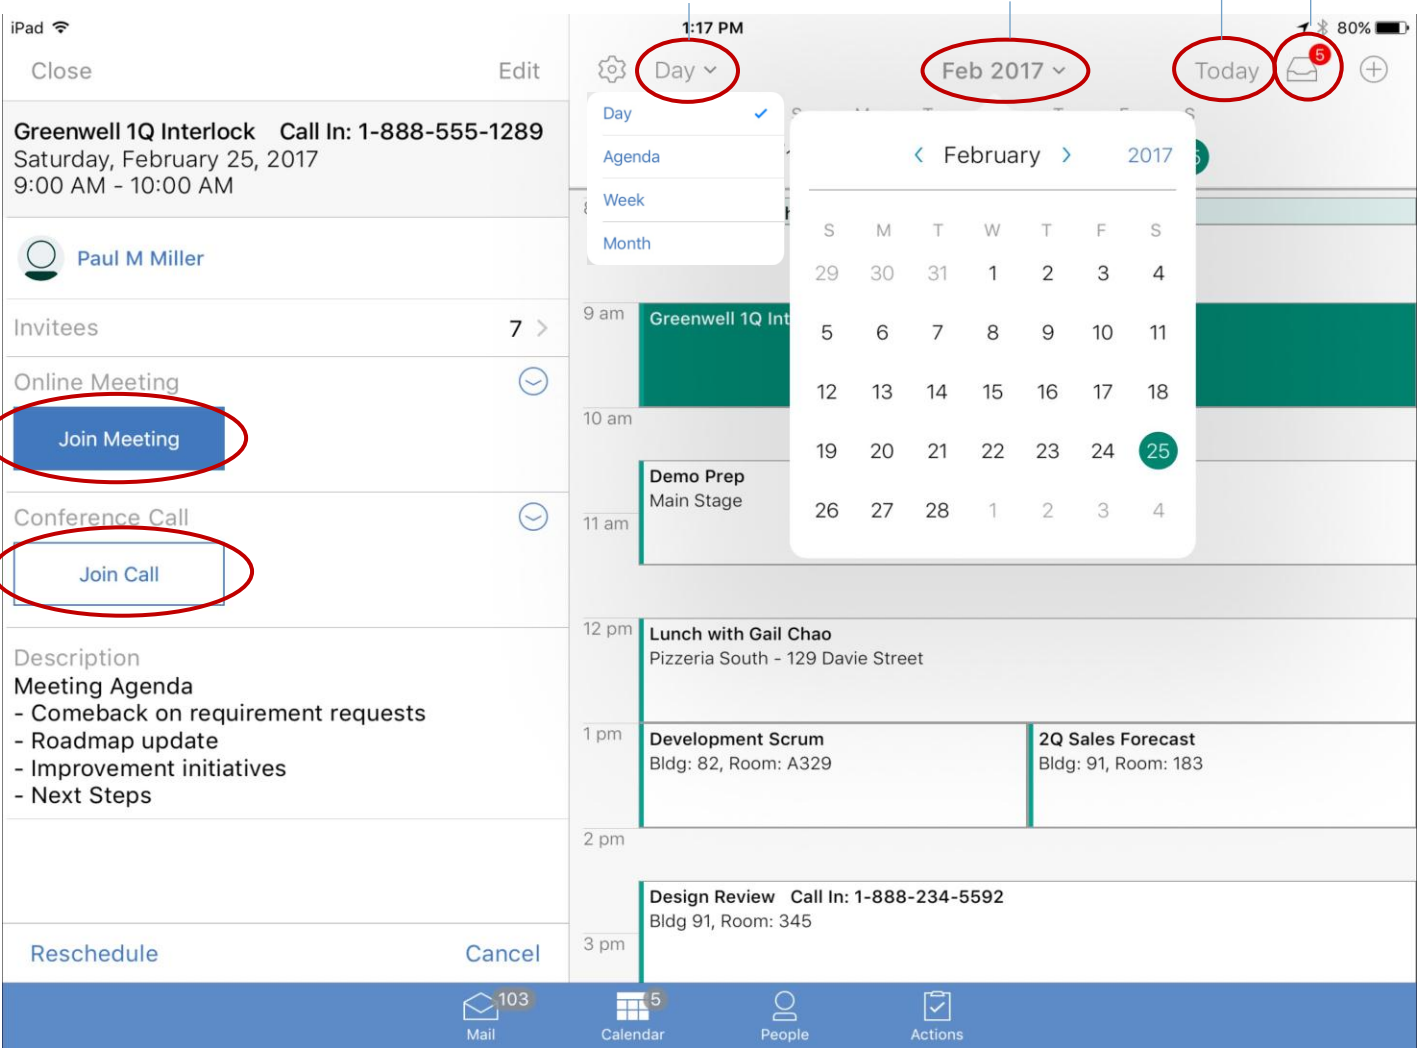 iPad
1:17 PM
80%
Close
Edit
Day
Feb 2017
Today
5
Greenwell 1Q Interlock Call In: 1-888-555-1289
Saturday, February 25, 2017
9:00 AM - 10:00 AM
Paul M Miller
Invitees
7
Online Meeting
Join Meeting
Conference Call
Join Call
Description
Meeting Agenda
- Comeback on requirement requests
- Roadmap update
- Improvement initiatives
- Next Steps
Reschedule
Cancel
Day
Agenda
Week
Month
February
2017
S M T W T F S
29 30 31 1 2 3 4
5 6 7 8 9 10 11
12 13 14 15 16 17 18
19 20 21 22 23 24 25
26 27 28 1 2 3 4
9 am
Greenwell 1Q Int
10 am
Demo Prep
Main Stage
11 am
12 pm
Lunch with Gail Chao
Pizzeria South - 129 Davie Street
1 pm
Development Scrum
Bldg: 82, Room: A329
2Q Sales Forecast
Bldg: 91, Room: 183
2 pm
Design Review Call In: 1-888-234-5592
Bldg 91, Room: 345
3 pm
103
Mail
5
Calendar
People
Actions